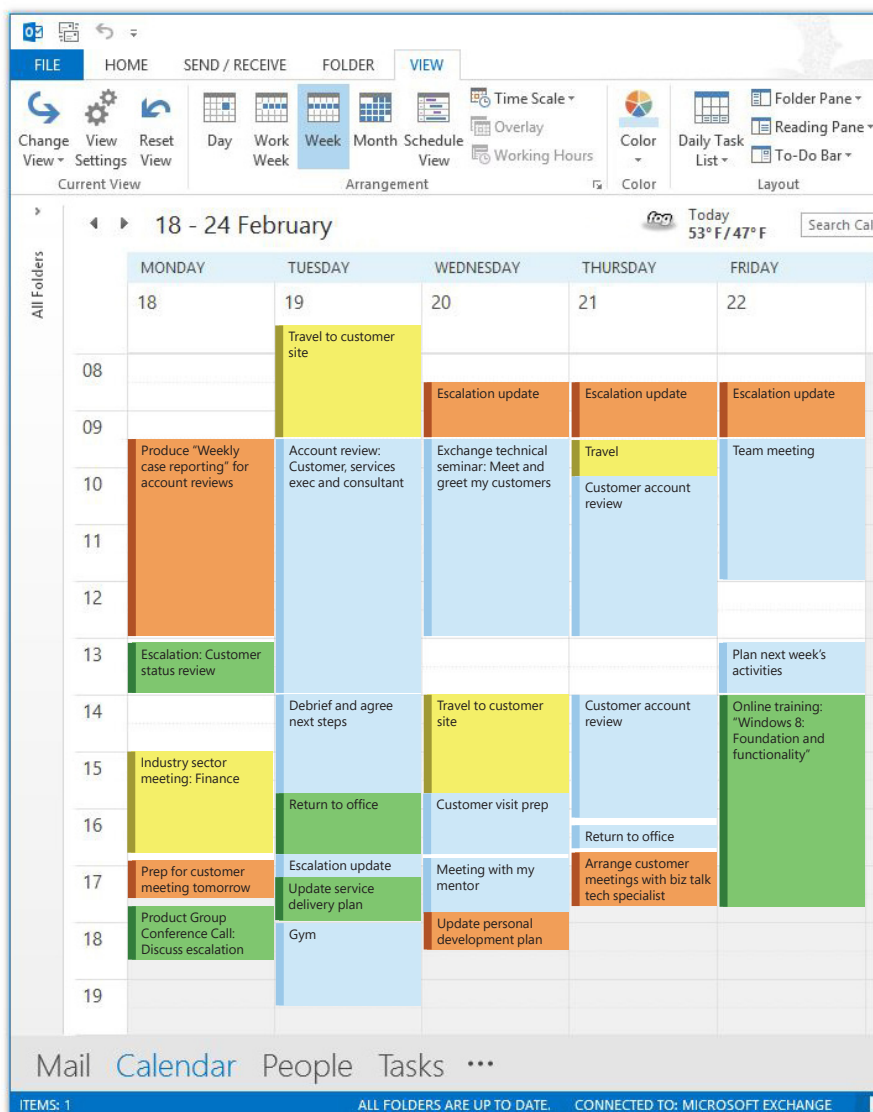 FILE HOME SEND / RECEIVE FOLDER VIEW
Change View
View Settings
Reset View
Current View
Day
Work Week
Week
Month
Schedule View
Time Scale
Overlay
Working Hours
Arrangement
Color
Color
Daily Task List
Folder Pane
Reading Pane
To-Do Bar
Layout
All Folders
18 - 24 February
fog
Today
53° F / 47° F
Search Cal
MONDAY TUESDAY WEDNESDAY THURSDAY FRIDAY
18 19 20 21 22
08
09
10
11
12
13
14
15
16
17
18
19
Produce "Weekly
case reporting" for
account reviews
Escalation: Customer
status review
Industry sector
meeting: Finance
Prep for customer
meeting tomorrow
Product Group
Conference Call:
Discuss escalation
Travel to customer
site
Account review:
Customer, services
exec and consultant
Debrief and agree
next steps
Return to office
Escalation update
Update service
delivery plan
Gym
Escalation update
Exchange technical
seminar: Meet and
greet my customers
Travel to customer
site
Customer visit prep
Meeting with my
mentor
Update personal
development plan
Escalation update
Travel
Customer account
review
Customer account
review
Return to office
Arrange customer
meetings with biz talk
tech specialist
Escalation update
Team meeting
Plan next week's
activities
Online training:
"Windows 8:
Foundation and
functionality"
Mail Calendar People Tasks •••
ITEMS: 1 ALL FOLDERS ARE UP TO DATE. CONNECTED TO: MICROSOFT EXCHANGE